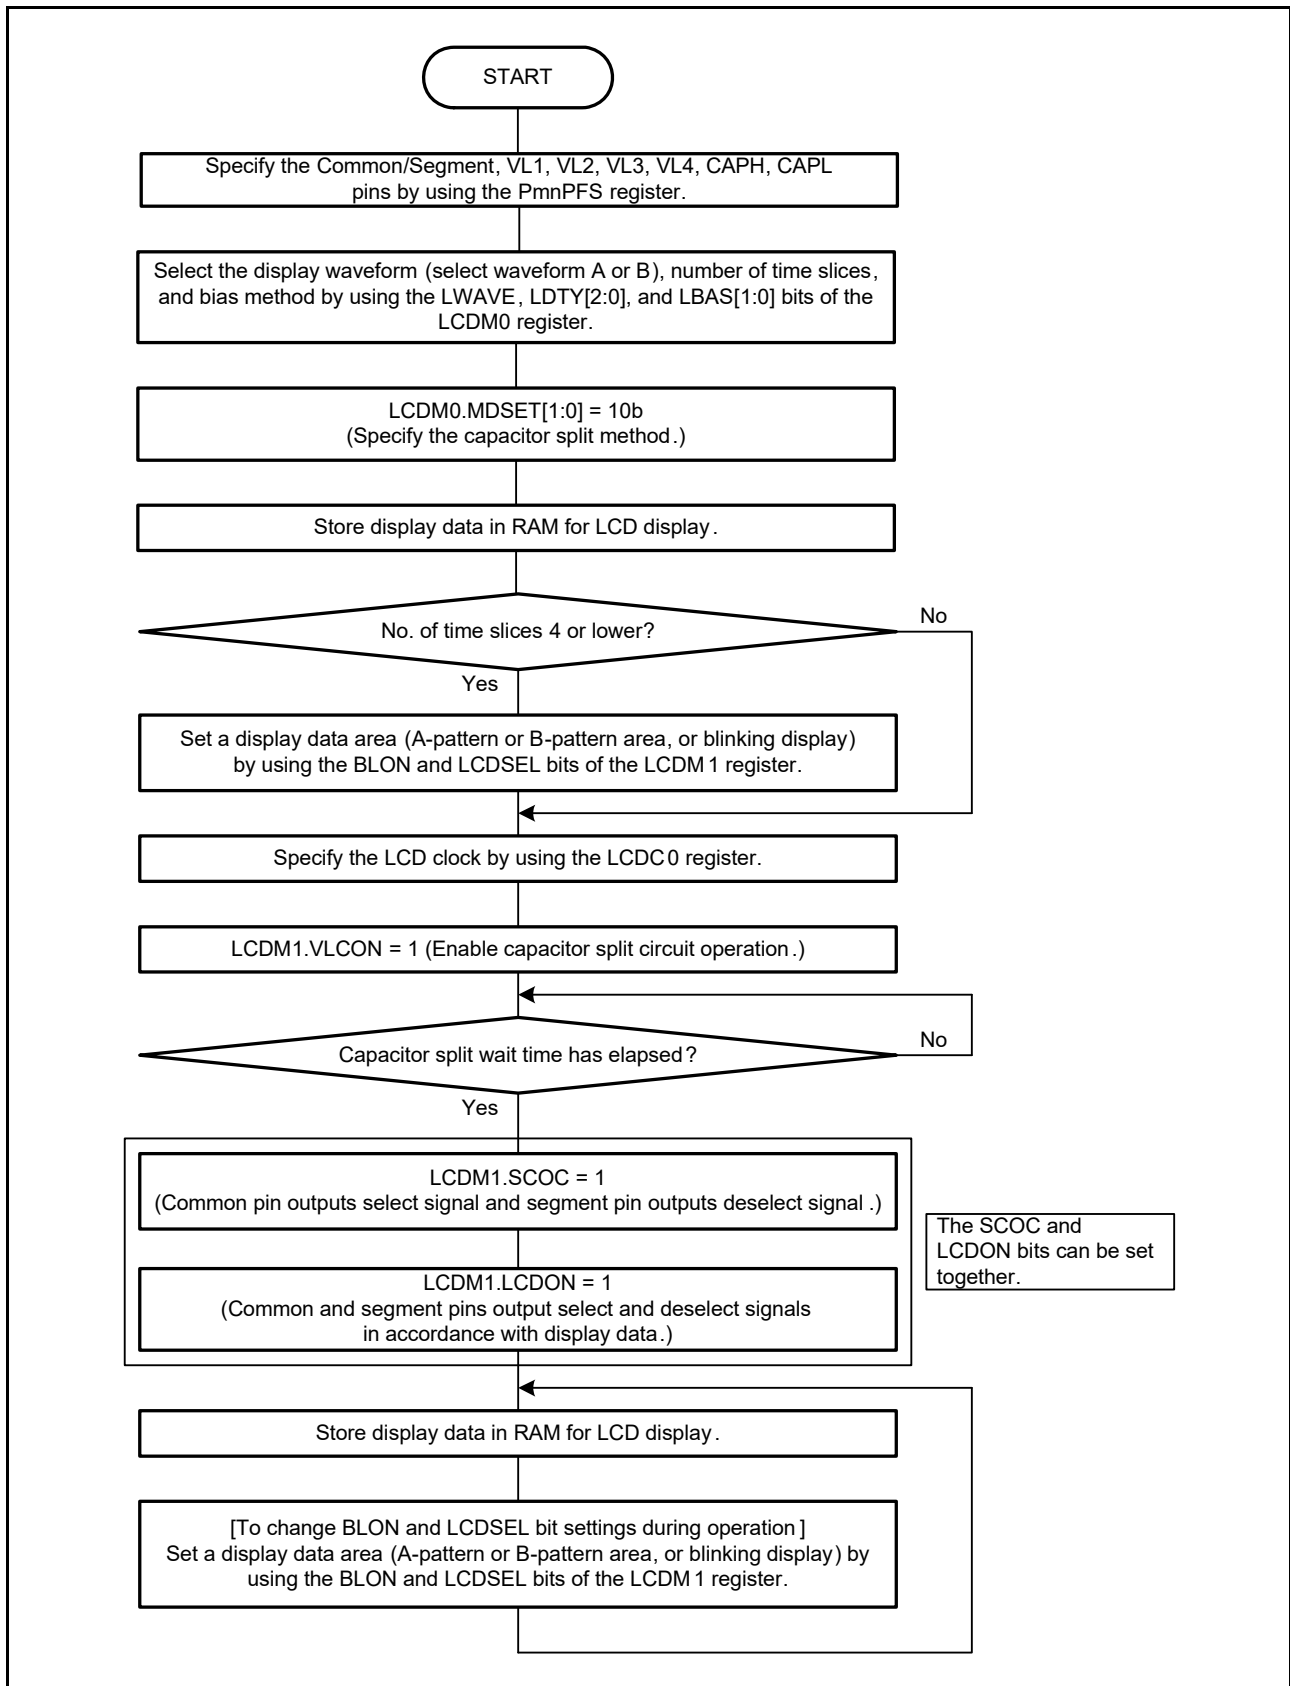 START
Specify the Common/Segment, VL1, VL2, VL3, VL4, CAPH, CAPL
pins by using the PmnPFS register.
Select the display waveform (select waveform A or B), number of time slices,
and bias method by using the LWAVE, LDTY[2:0], and LBAS[1:0] bits of the
LCDM0 register.
LCDM0.MDSET[1:0] = 10b
(Specify the capacitor split method.)
Store display data in RAM for LCD display.
No. of time slices 4 or lower?
No
Yes
Set a display data area (A-pattern or B-pattern area, or blinking display)
by using the BLON and LCDSEL bits of the LCDM1 register.
Specify the LCD clock by using the LCDC0 register.
LCDM1.VLCON = 1 (Enable capacitor split circuit operation.)
Capacitor split wait time has elapsed?
No
Yes
LCDM1.SCOC = 1
(Common pin outputs select signal and segment pin outputs deselect signal.)
The SCOC and
LCDON bits can be set
together.
LCDM1.LCDON = 1
(Common and segment pins output select and deselect signals
in accordance with display data.)
Store display data in RAM for LCD display.
[To change BLON and LCDSEL bit settings during operation]
Set a display data area (A-pattern or B-pattern area, or blinking display) by
using the BLON and LCDSEL bits of the LCDM1 register.